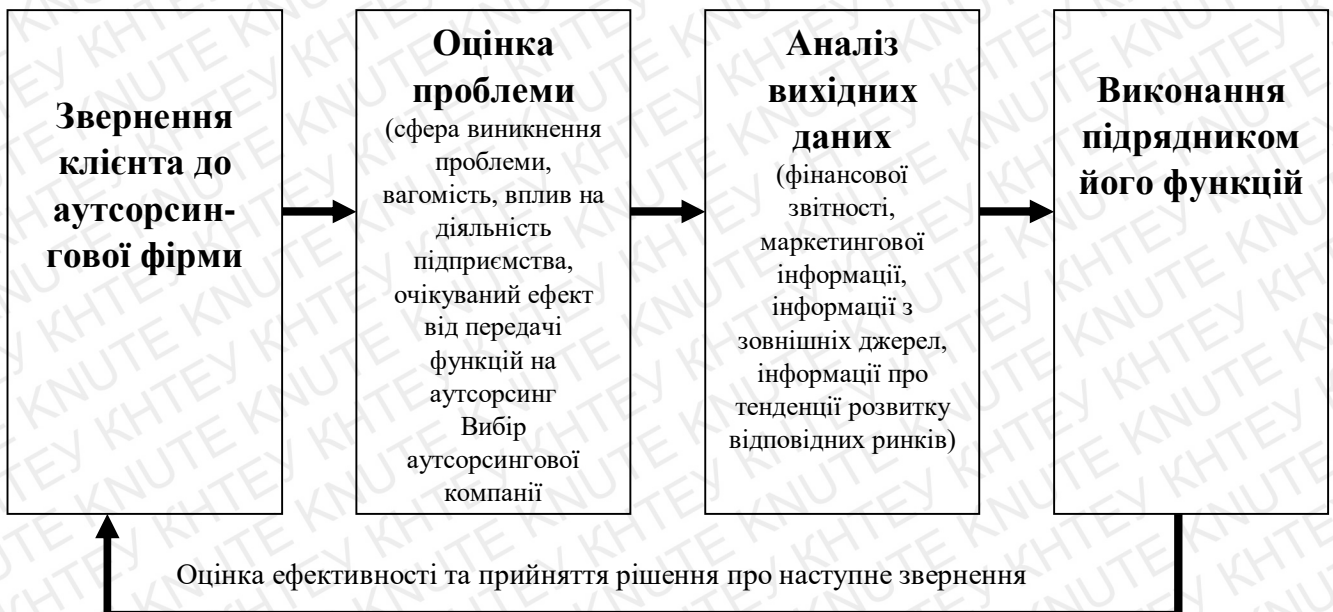 Звернення
клієнта до
аутсорсин-
гової фірми
Оцінка
проблеми
(сфера виникнення
проблеми,
вагомість, вплив на
діяльність
підприємства,
очікуваний ефект
від передачі
функцій на
аутсорсинг
Вибір
аутсорсингової
компанії
Аналіз
вихідних
даних
(фінансової
звітності,
маркетингової
інформації,
інформації з
зовнішніх джерел,
інформації про
тенденції розвитку
відповідних ринків)
Виконання
підрядником
його функцій
Оцінка ефективності та прийняття рішення про наступне звернення